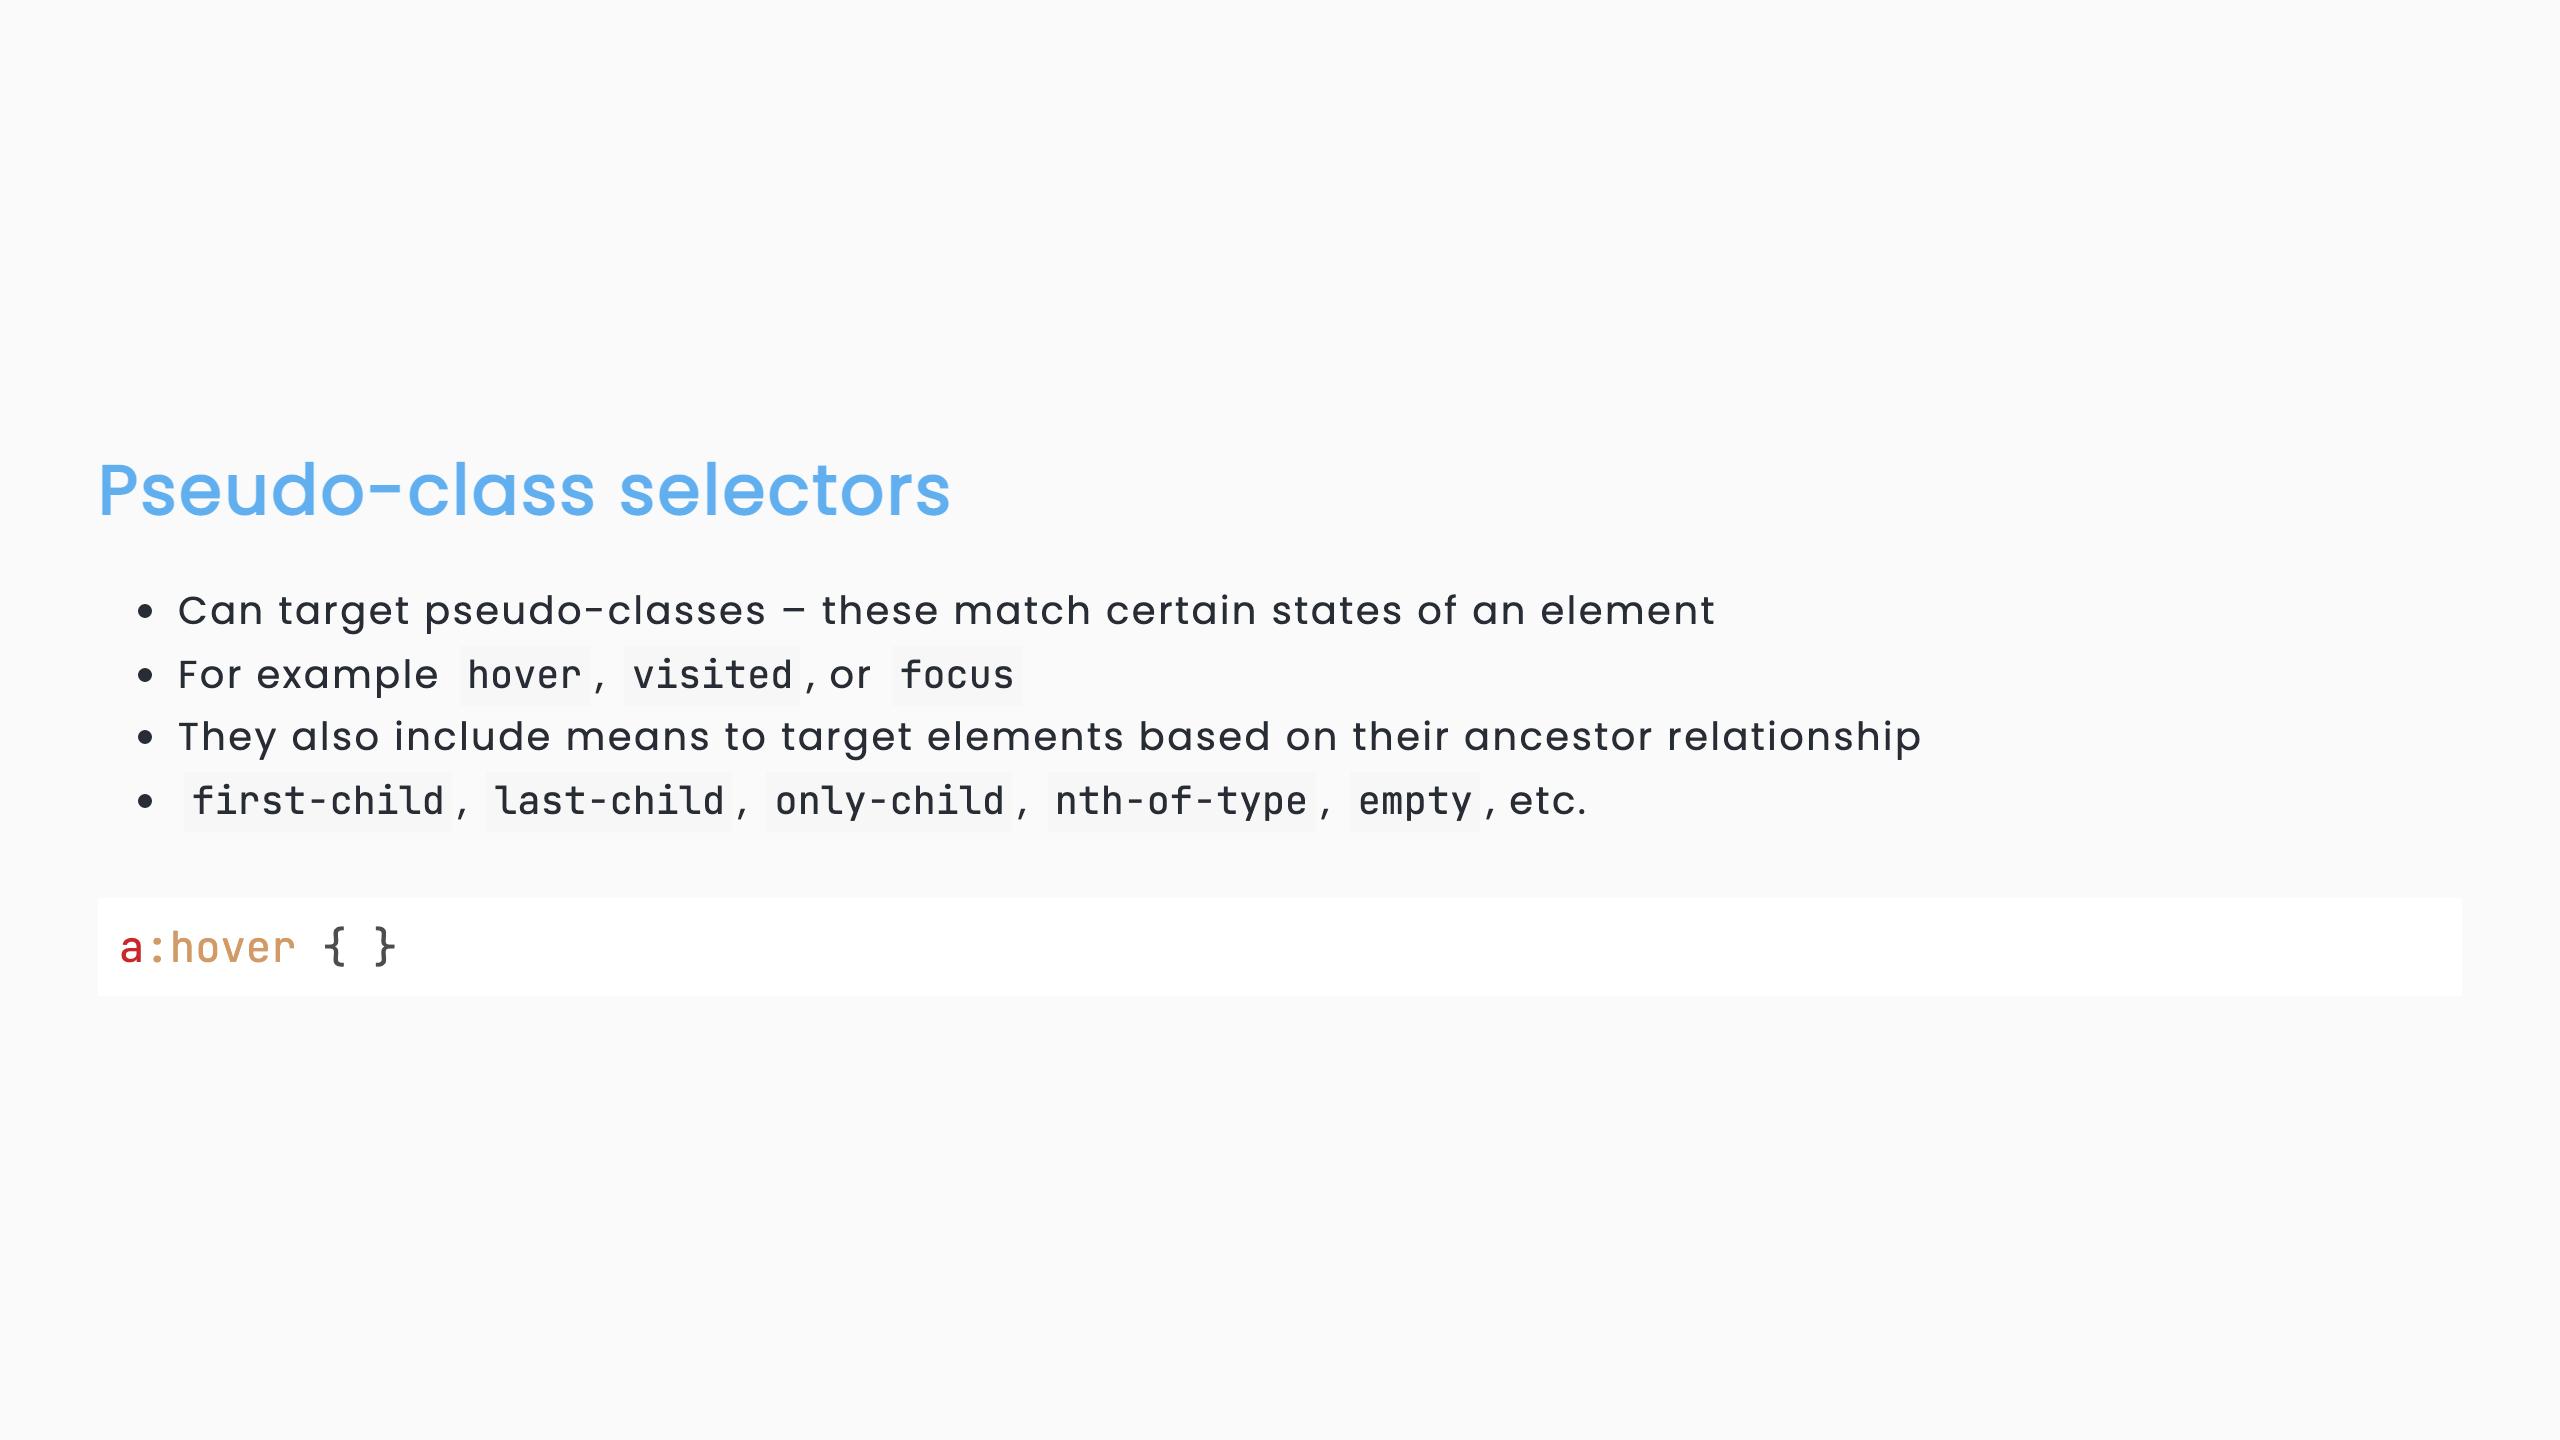 Pseudo-class selectors
• Can target pseudo-classes – these match certain states of an element
• For example hover, visited, or focus
• They also include means to target elements based on their ancestor relationship
• first-child, last-child, only-child, nth-of-type, empty, etc.
a:hover { }